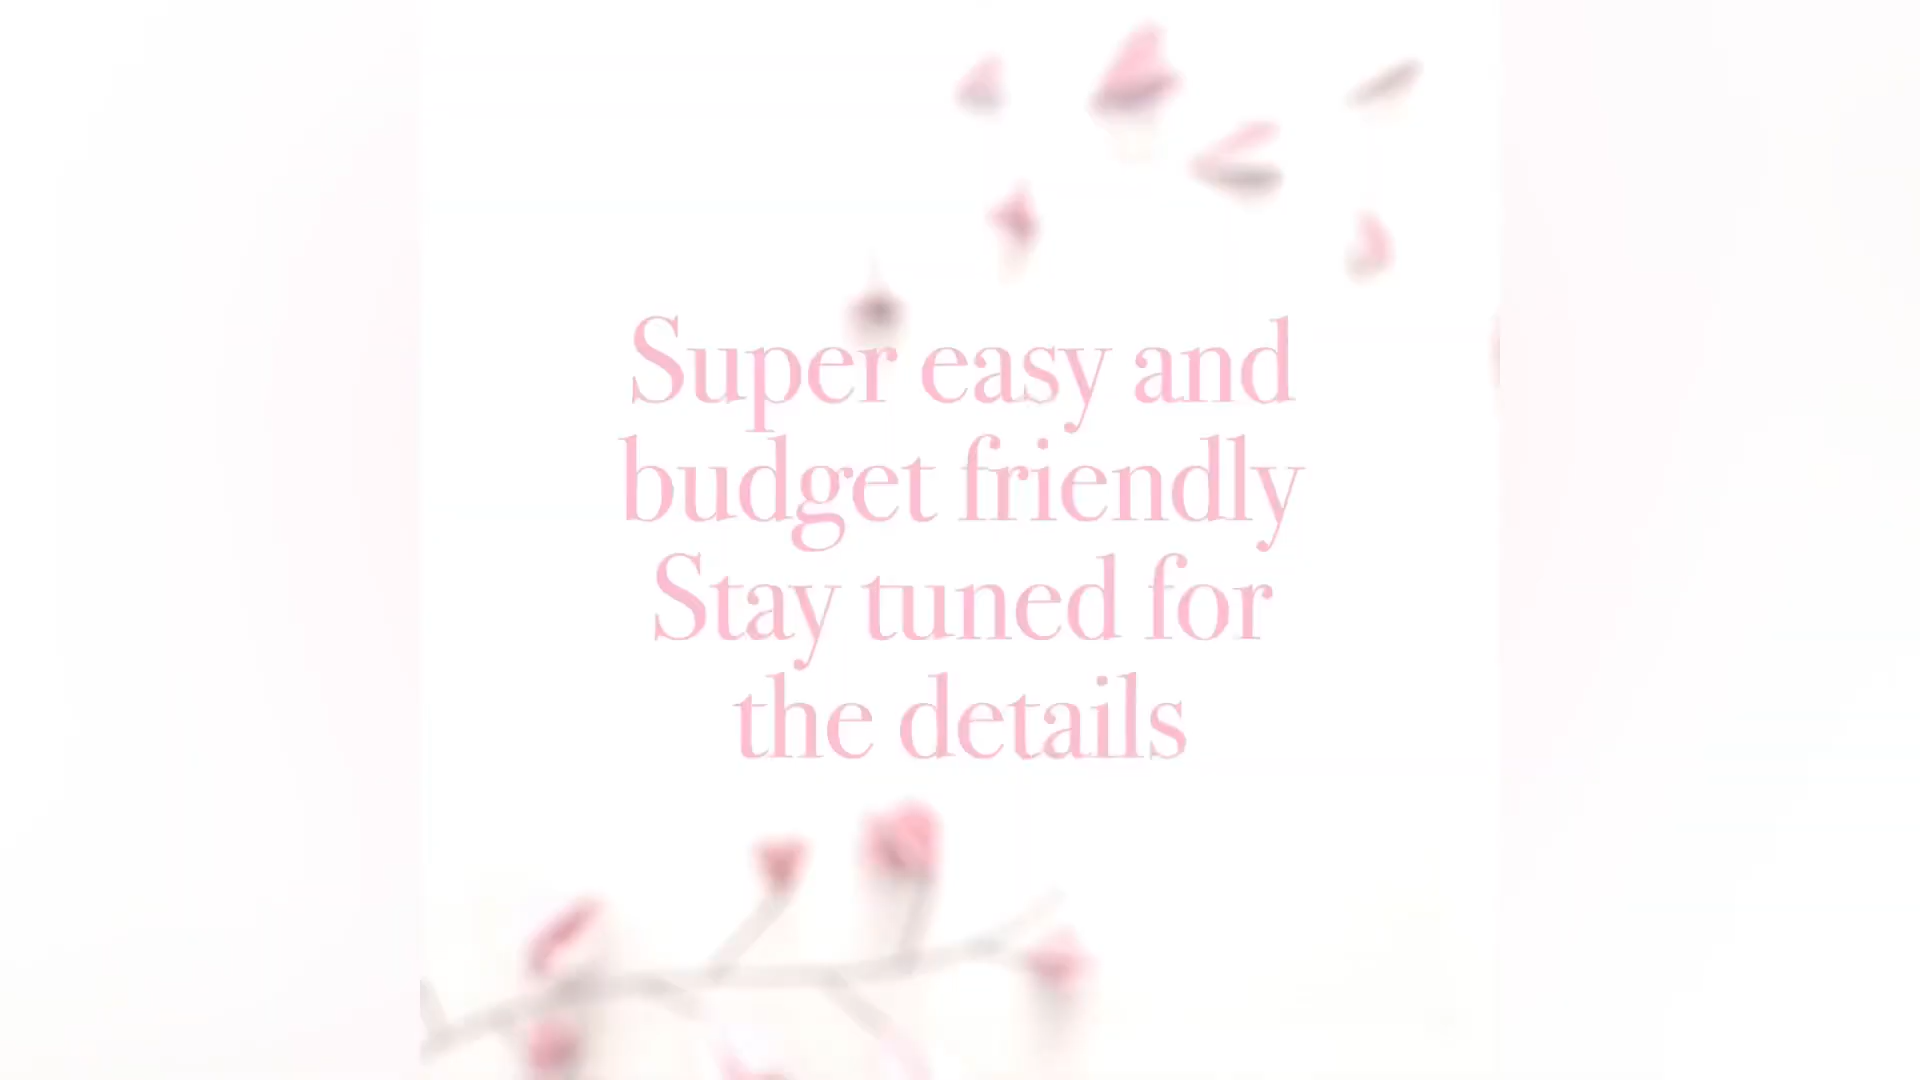 Super easy and
budget friendly
Stay tuned for
the details